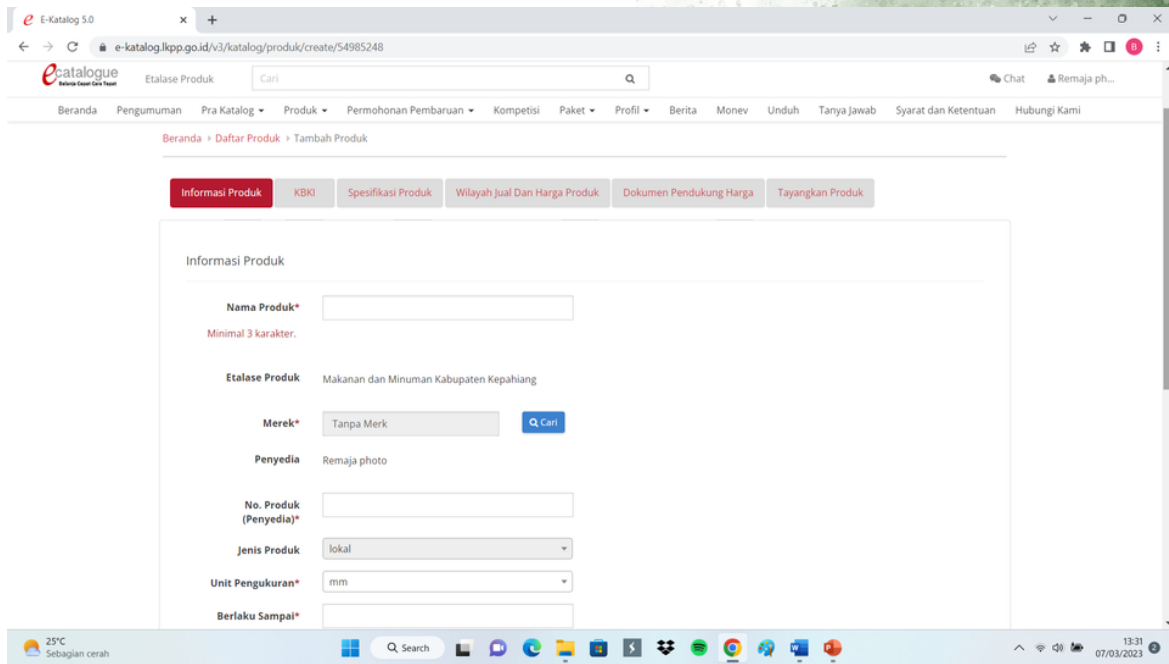 E-Katalog 5.0
e-katalog.lkpp.go.id/v3/katalog/produk/create/54985248
B
ecatalogue
Belanja Cepat Cara Tepat
Etalase Produk
Cari
Chat
Remaja ph...
Beranda Pengumuman Pra Katalog Produk Permohonan Pembaruan Kompetisi Paket Profil Berita Monev Unduh Tanya Jawab Syarat dan Ketentuan Hubungi Kami
Beranda Daftar Produk Tambah Produk
Informasi Produk KBKI Spesifikasi Produk Wilayah Jual Dan Harga Produk Dokumen Pendukung Harga Tayangkan Produk
Informasi Produk
Nama Produk*
Minimal 3 karakter.
Etalase Produk Makanan dan Minuman Kabupaten Kepahiang
Merek* Tanpa Merk Cari
Penyedia Remaja photo
No. Produk
(Penyedia)*
Jenis Produk lokal
Unit Pengukuran* mm
Berlaku Sampai*
25°C
Sebagian cerah
Search
13:31
07/03/2023
2